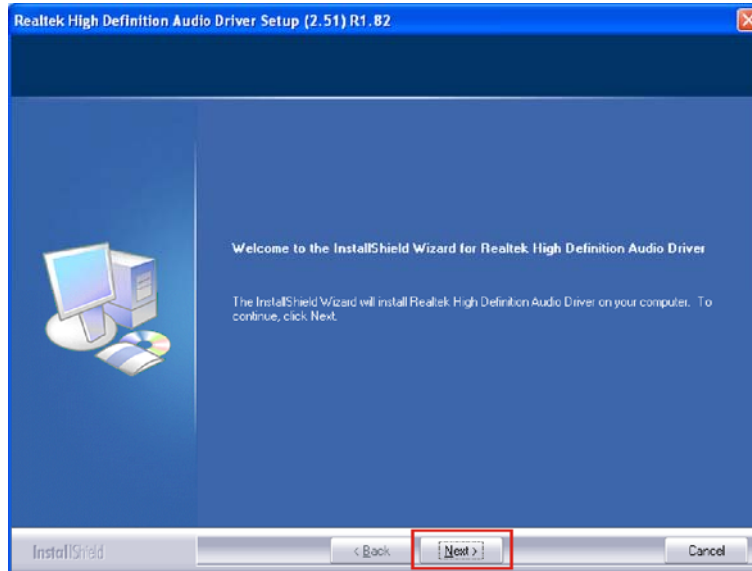 Realtek High Definition Audio Driver Setup (2.51) R1.82
Welcome to the InstallShield Wizard for Realtek High Definition Audio Driver
The InstallShield Wizard will install Realtek High Definition Audio Driver on your computer. To
continue, click Next.
InstallShield
< Back
Next >
Cancel